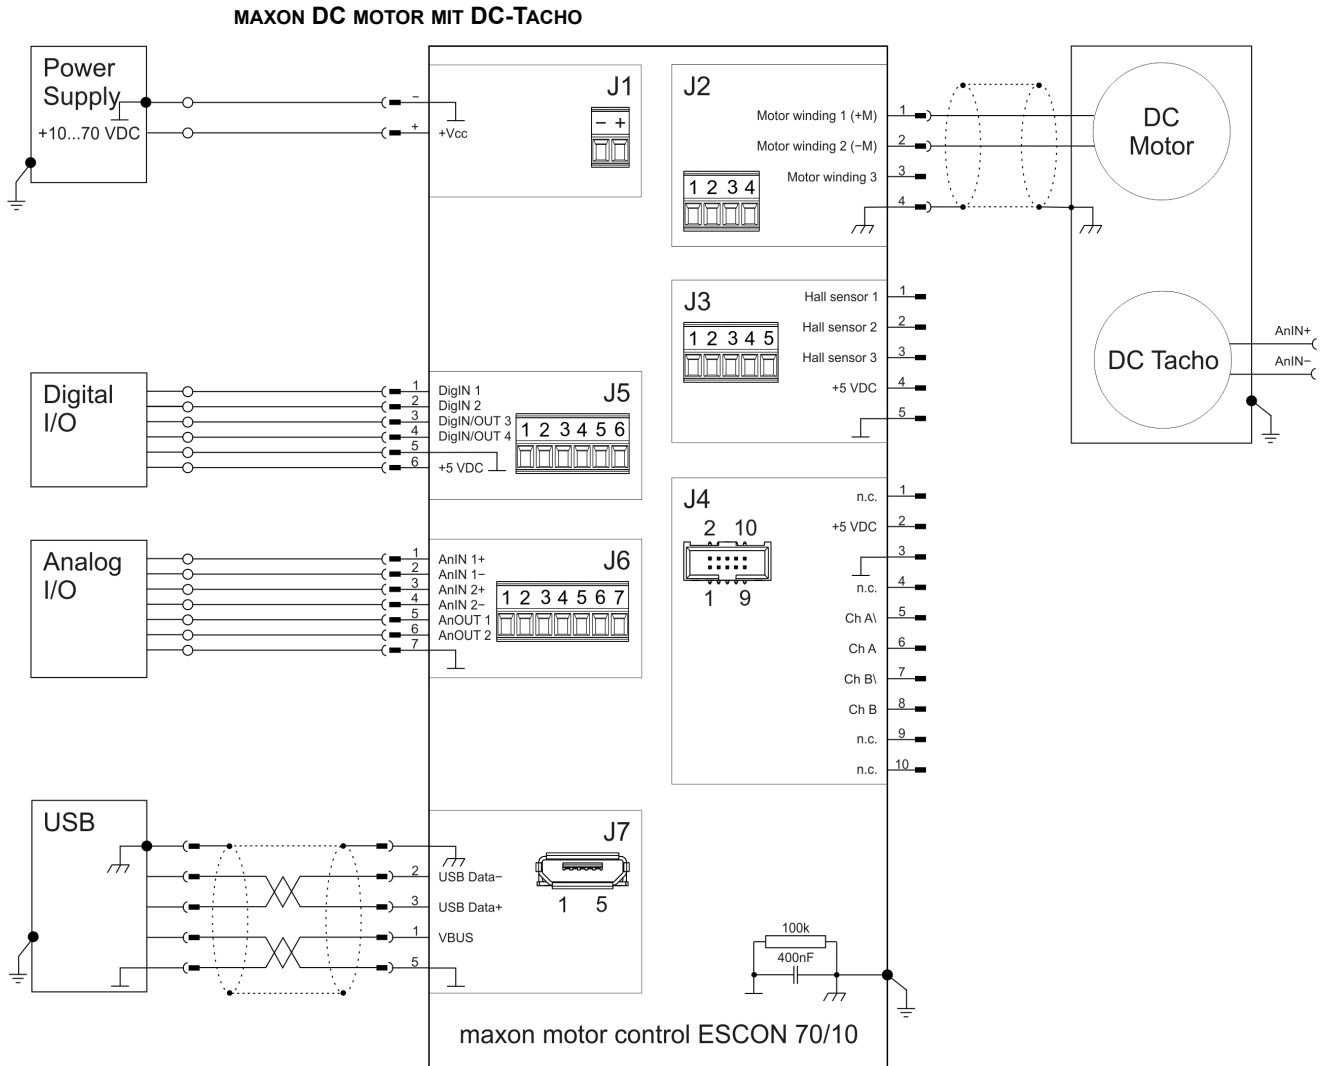 MAXON DC MOTOR MIT DC-TACHO
Power
Supply
+10...70 VDC
−
+
+Vcc
J1
− +
J2
Motor winding 1 (+M)
1
Motor winding 2 (−M)
2
Motor winding 3
3
4
1 2 3 4
DC
Motor
J3
Hall sensor 1
1
Hall sensor 2
2
Hall sensor 3
3
+5 VDC
4
5
1 2 3 4 5
DC Tacho
AnIN+
AnIN−
Digital
I/O
1
DigIN 1
2
DigIN 2
3
DigIN/OUT 3
4
DigIN/OUT 4
5
6
+5 VDC
J5
1 2 3 4 5 6
J4
2 10
1 9
n.c.
1
+5 VDC
2
3
n.c.
4
Ch A\
5
Ch A
6
Ch B\
7
Ch B
8
n.c.
9
n.c.
10
Analog
I/O
1
AnIN 1+
2
AnIN 1−
3
AnIN 2+
4
AnIN 2−
5
AnOUT 1
6
AnOUT 2
7
J6
1 2 3 4 5 6 7
USB
2
USB Data−
3
USB Data+
1
VBUS
5
J7
1 5
100k
400nF
maxon motor control ESCON 70/10